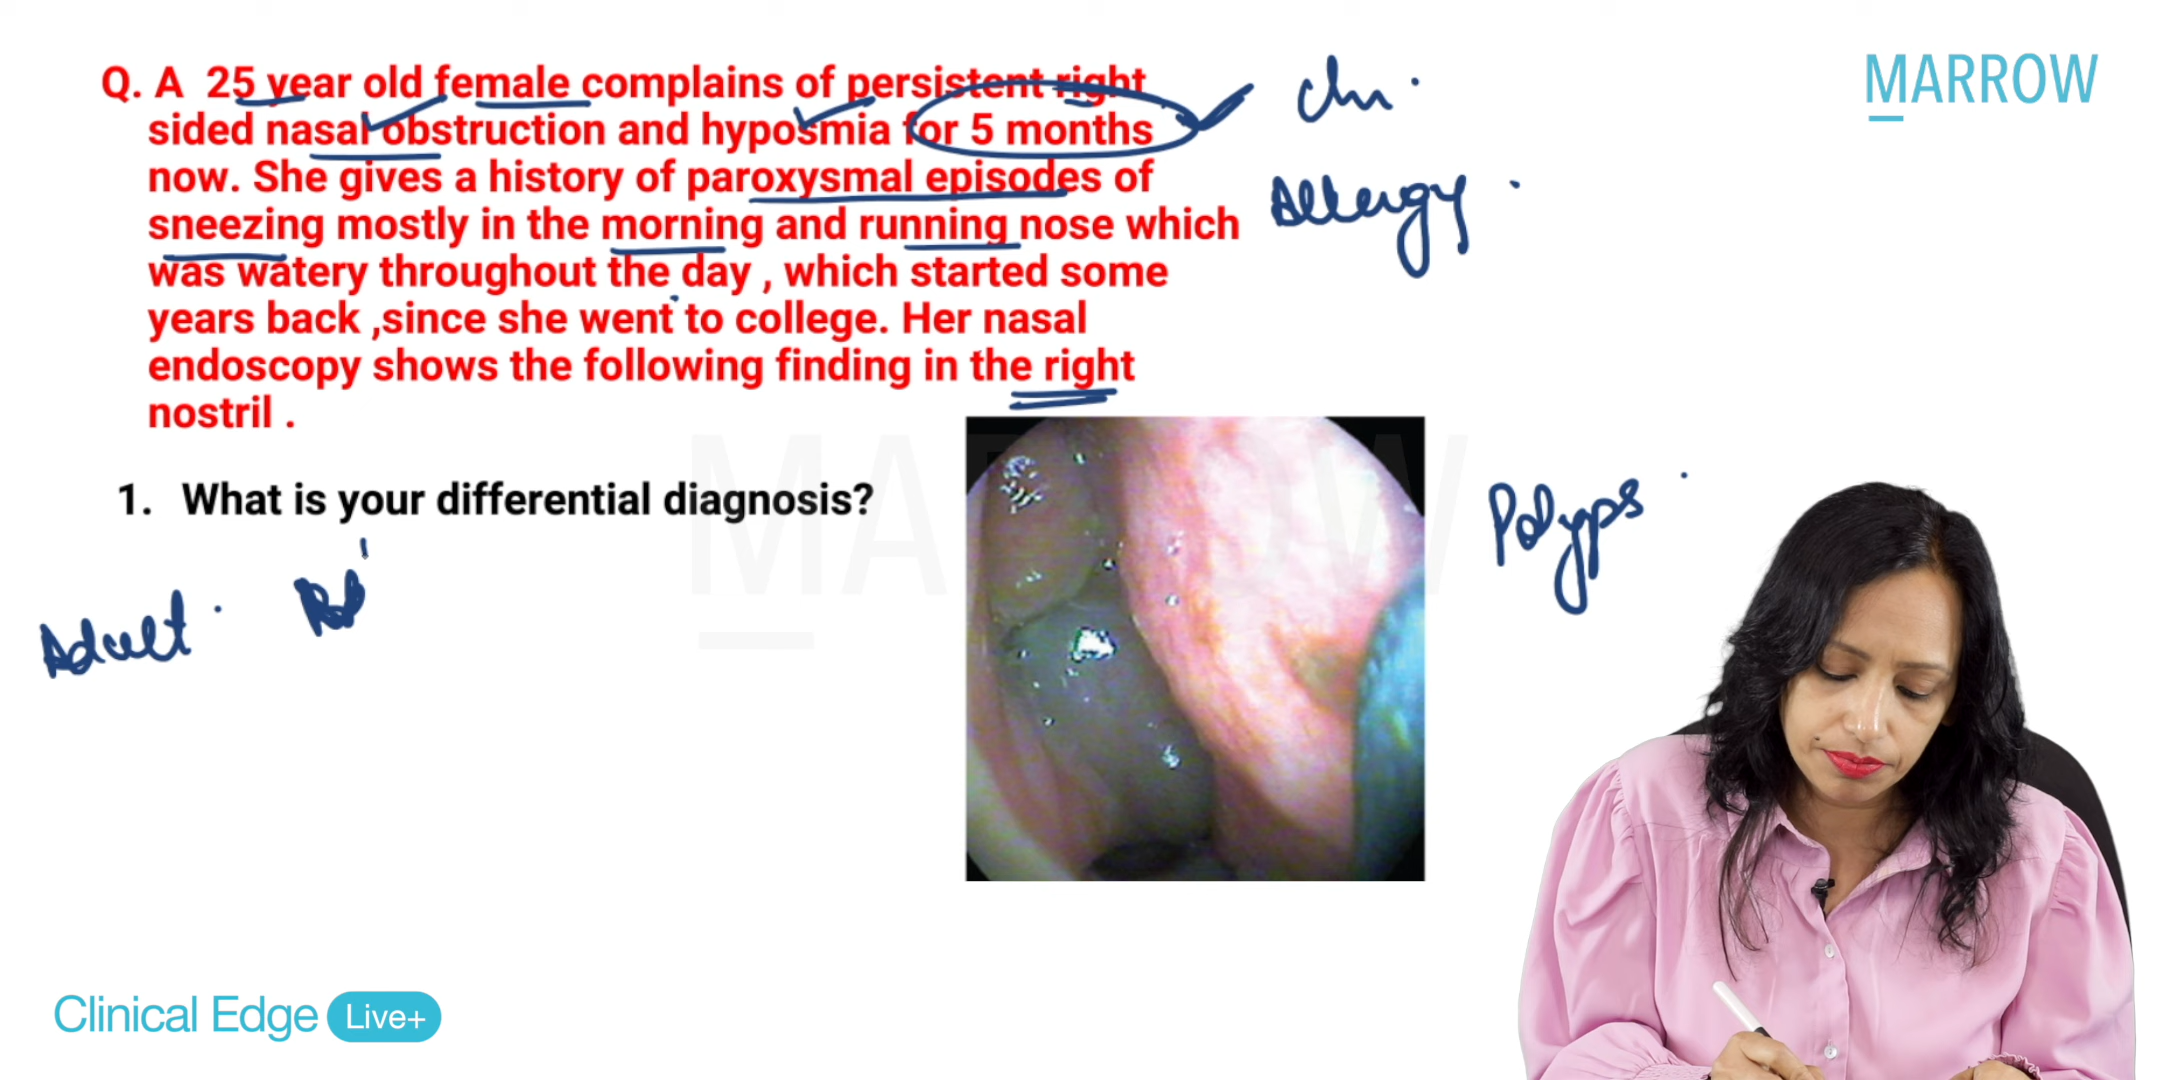 MARROW
Q. A 25 year old female complains of persistent right
sided nasal obstruction and hyposmia for 5 months
now. She gives a history of paroxysmal episodes of
sneezing mostly in the morning and running nose which
was watery throughout the day , which started some
years back ,since she went to college. Her nasal
endoscopy shows the following finding in the right
nostril .
Allergy
MARROW
1. What is your differential diagnosis?
Polyps
Adult
Clinical Edge Live+